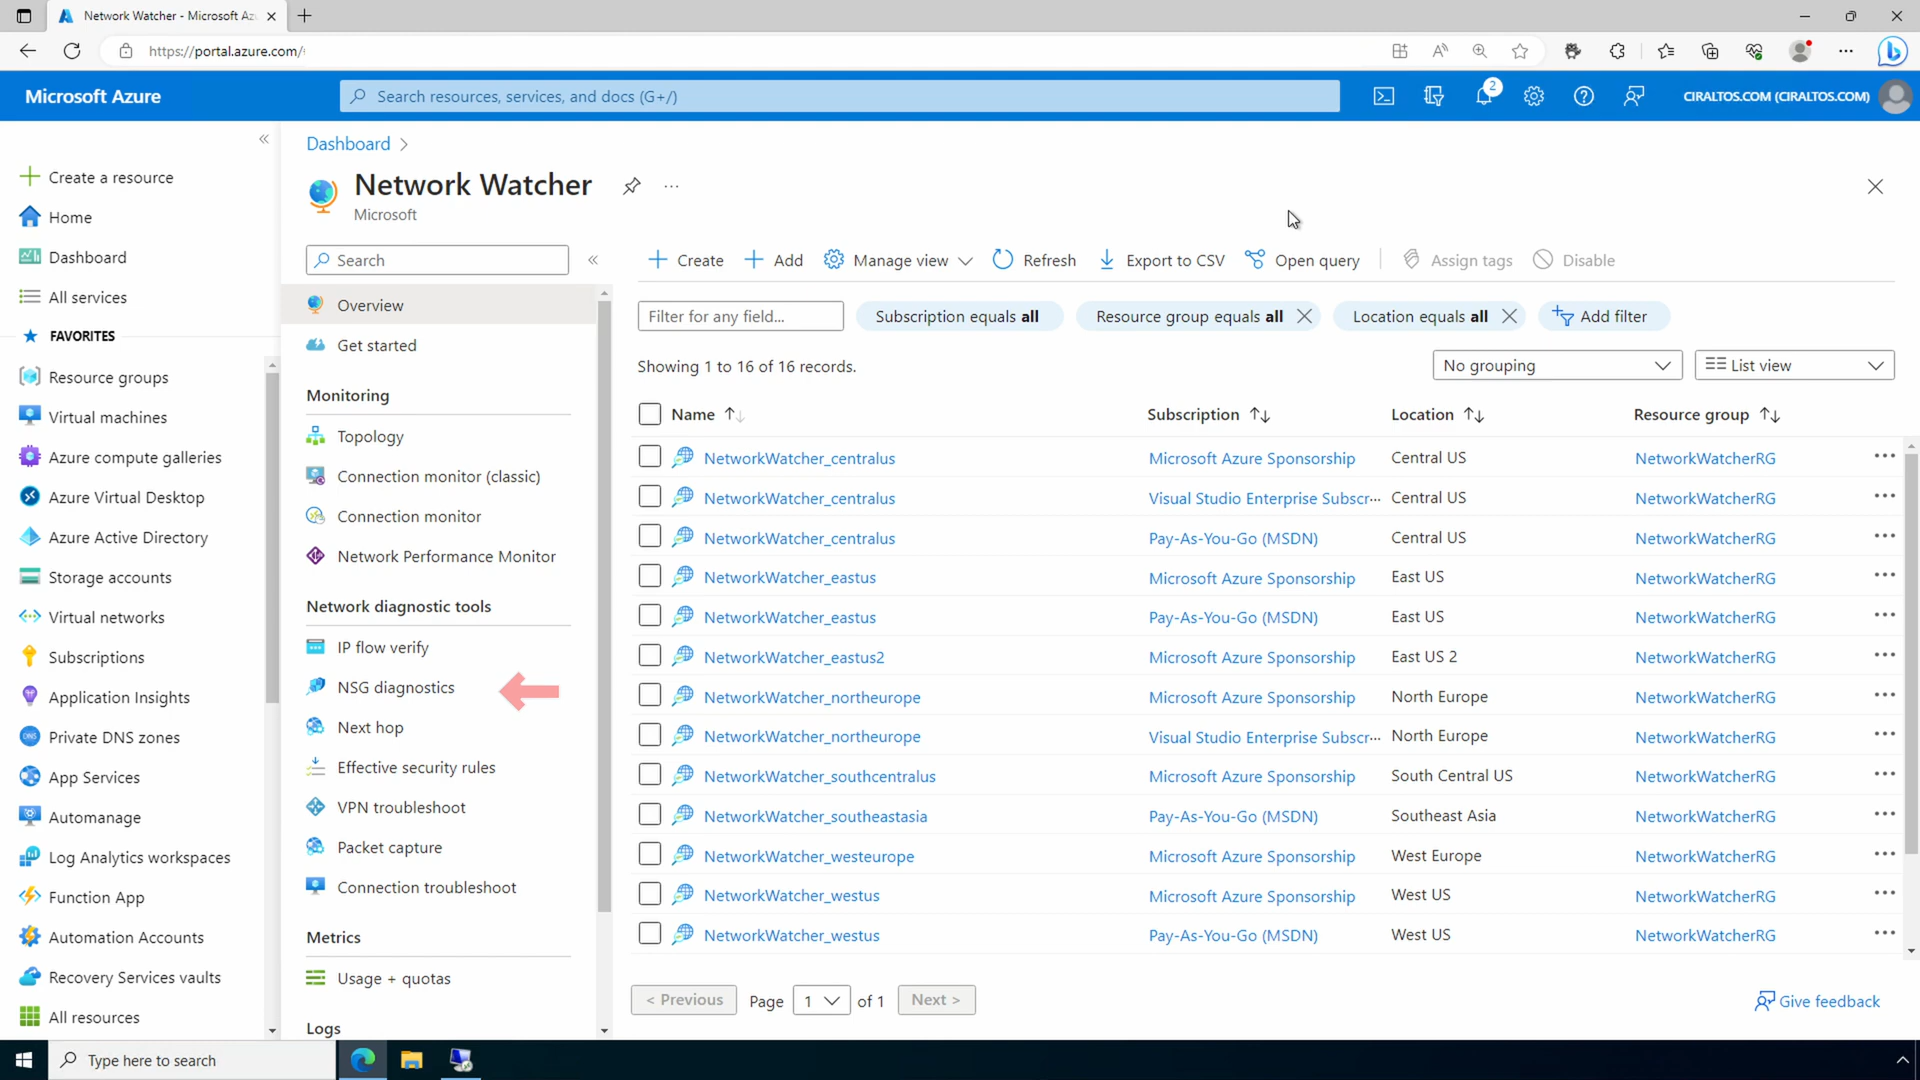 Network Watcher - Microsoft Az
https://portal.azure.com/
Microsoft Azure
Search resources, services, and docs (G+/)
2
CIRALTOS.COM (CIRALTOS.COM)
Create a resource
Home
Dashboard
All services
FAVORITES
Resource groups
Virtual machines
Azure compute galleries
Azure Virtual Desktop
Azure Active Directory
Storage accounts
Virtual networks
Subscriptions
Application Insights
Private DNS zones
App Services
Automanage
Log Analytics workspaces
Function App
Automation Accounts
Recovery Services vaults
All resources
Dashboard
Network Watcher
Microsoft
Search
Overview
Get started
Monitoring
Topology
Connection monitor (classic)
Connection monitor
Network Performance Monitor
Network diagnostic tools
IP flow verify
NSG diagnostics
Next hop
Effective security rules
VPN troubleshoot
Packet capture
Connection troubleshoot
Metrics
Usage + quotas
Logs
Create Add Manage view Refresh Export to CSV Open query Assign tags Disable
Filter for any field... Subscription equals all Resource group equals all Location equals all Add filter
Showing 1 to 16 of 16 records. No grouping List view
Name Subscription Location Resource group
NetworkWatcher_centralus Microsoft Azure Sponsorship Central US NetworkWatcherRG
NetworkWatcher_centralus Visual Studio Enterprise Subscr... Central US NetworkWatcherRG
NetworkWatcher_centralus Pay-As-You-Go (MSDN) Central US NetworkWatcherRG
NetworkWatcher_eastus Microsoft Azure Sponsorship East US NetworkWatcherRG
NetworkWatcher_eastus Pay-As-You-Go (MSDN) East US NetworkWatcherRG
NetworkWatcher_eastus2 Microsoft Azure Sponsorship East US 2 NetworkWatcherRG
NetworkWatcher_northeurope Microsoft Azure Sponsorship North Europe NetworkWatcherRG
NetworkWatcher_northeurope Visual Studio Enterprise Subscr... North Europe NetworkWatcherRG
NetworkWatcher_southcentralus Microsoft Azure Sponsorship South Central US NetworkWatcherRG
NetworkWatcher_southeastasia Pay-As-You-Go (MSDN) Southeast Asia NetworkWatcherRG
NetworkWatcher_westeurope Microsoft Azure Sponsorship West Europe NetworkWatcherRG
NetworkWatcher_westus Microsoft Azure Sponsorship West US NetworkWatcherRG
NetworkWatcher_westus Pay-As-You-Go (MSDN) West US NetworkWatcherRG
< Previous Page 1 of 1 Next >
Give feedback
Type here to search